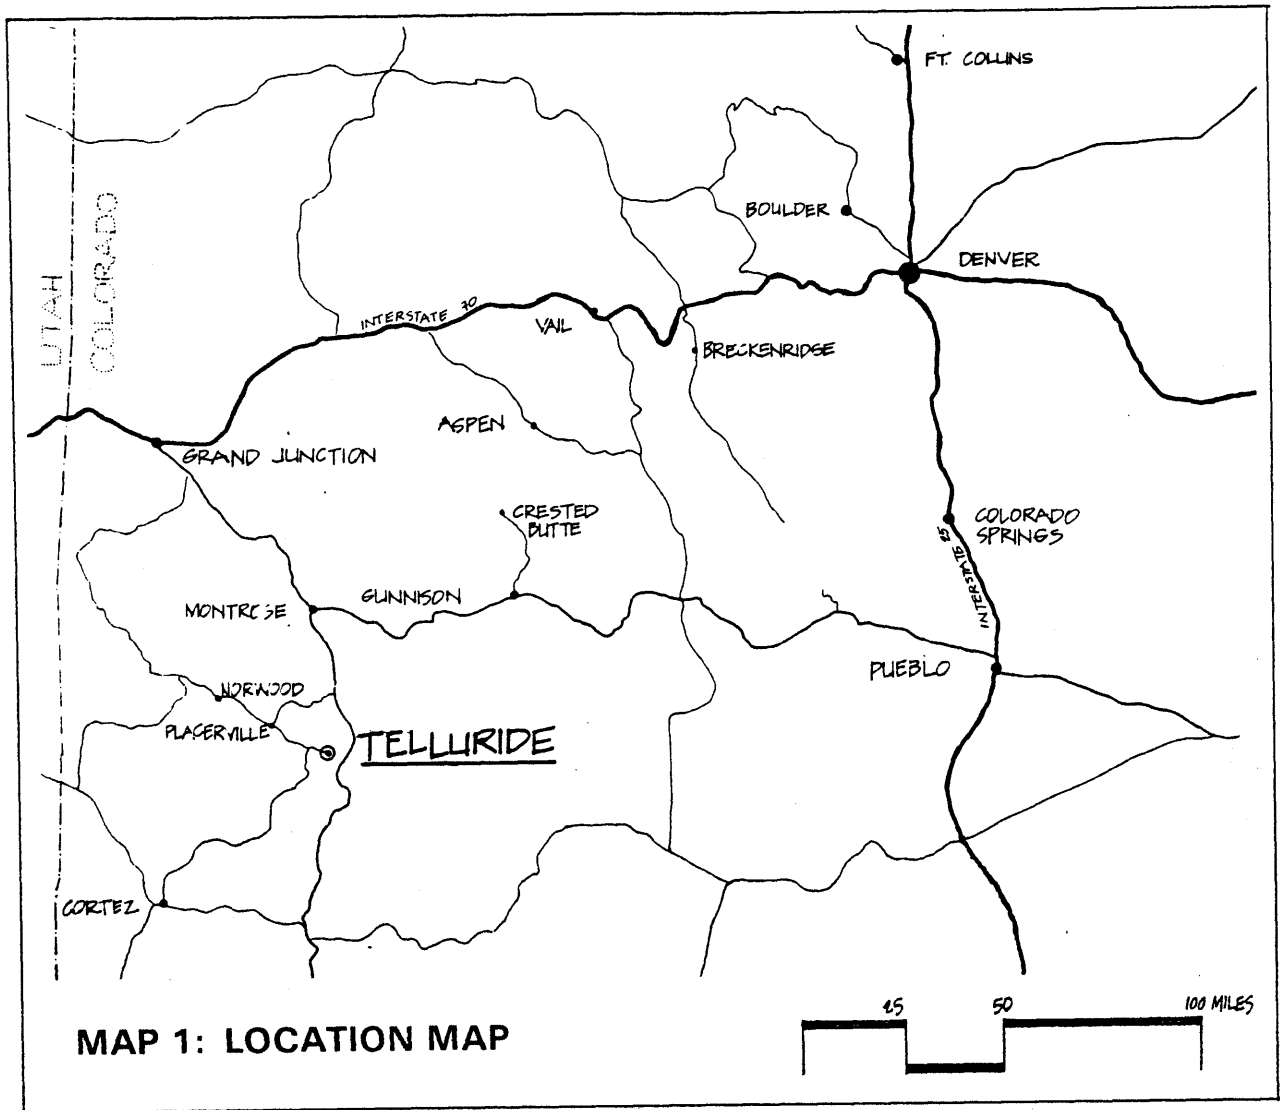 FT. COLLINS
BOULDER
DENVER
UTAH
COLORADO
INTERSTATE 70
VAIL
BRECKENRIDGE
ASPEN
GRAND JUNCTION
CRESTED
BUTTE
COLORADO
SPRINGS
INTERSTATE 25
MONTROSE
GUNNISON
PUEBLO
NORWOOD
PLACERVILLE
TELLURIDE
CORTEZ
25 50 100 MILES
MAP 1: LOCATION MAP